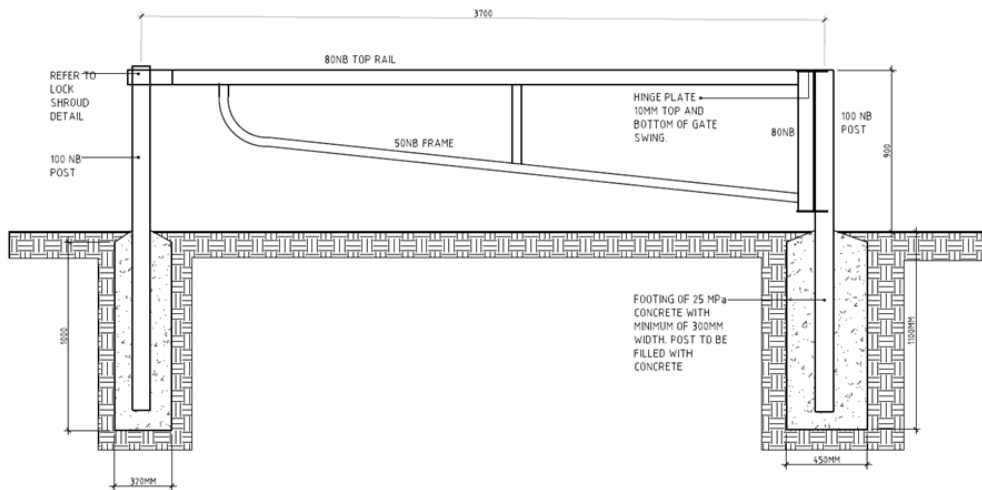 3700
80NB TOP RAIL
REFER TO
LOCK
SHROUD
DETAIL
HINGE PLATE
10MM TOP AND
BOTTOM OF GATE
SWING.
80NB
100 NB
POST
900
50NB FRAME
100 NB
POST
1000
FOOTING OF 25 MPa
CONCRETE WITH
MINIMUM OF 300MM
WIDTH. POST TO BE
FILLED WITH
CONCRETE
1100MM
320MM
450MM